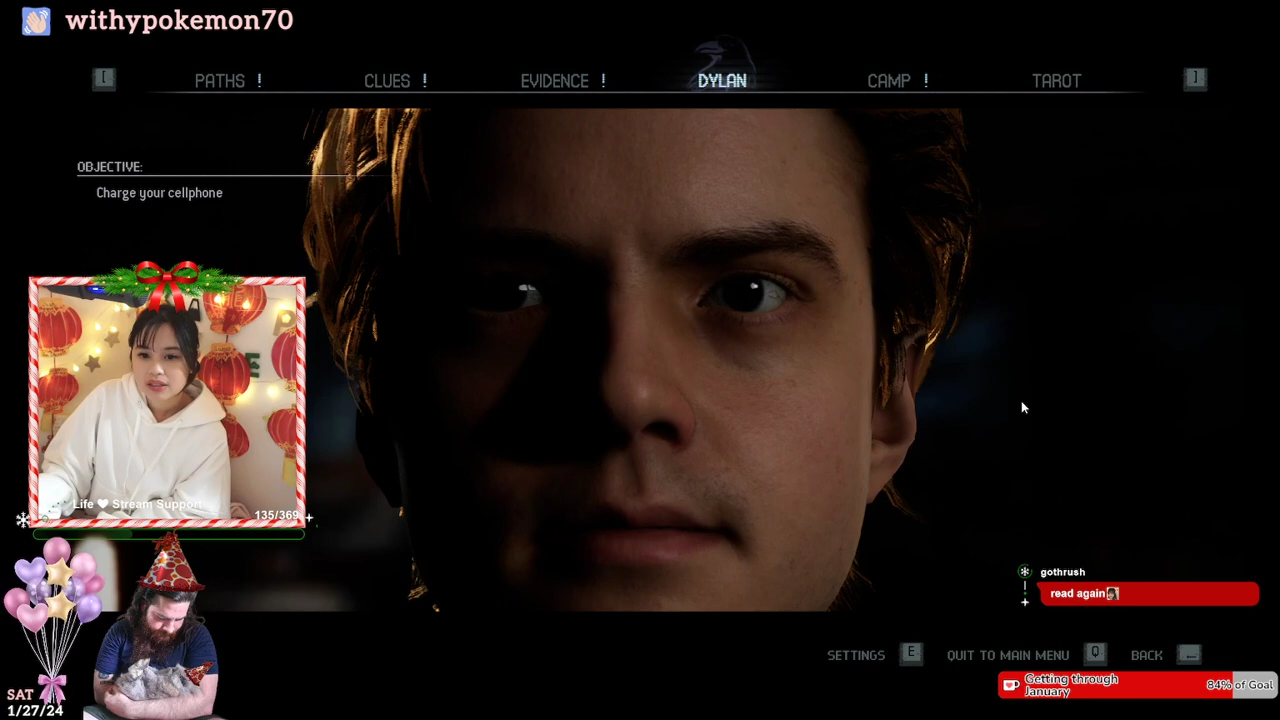 withypokemon70
[
PATHS !
CLUES !
EVIDENCE !
DYLAN
CAMP !
TAROT
]
OBJECTIVE:
Charge your cellphone
Life Stream Support
135/369
gothrush
read again
SETTINGS E
QUIT TO MAIN MENU Q
BACK
Getting through
January
84% of Goal
SAT
1/27/24